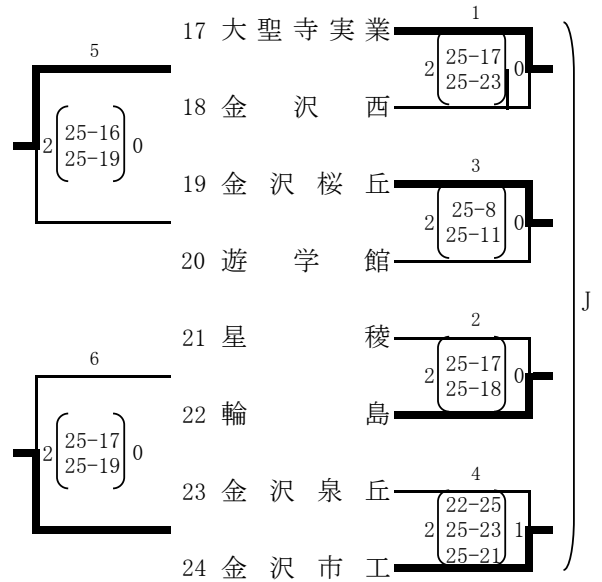 17 大聖寺実業
1
5
2 25-17 0
25-23
18 金沢西
2 25-16 0
25-19
3
19 金沢桜丘
2 25-8 0
25-11
20 遊学館
J
2
21 星稜
6
2 25-17 0
25-18
22 輪島
2 25-17 0
25-19
4
23 金沢泉丘
22-25
2 25-23 1
25-21
24 金沢市工